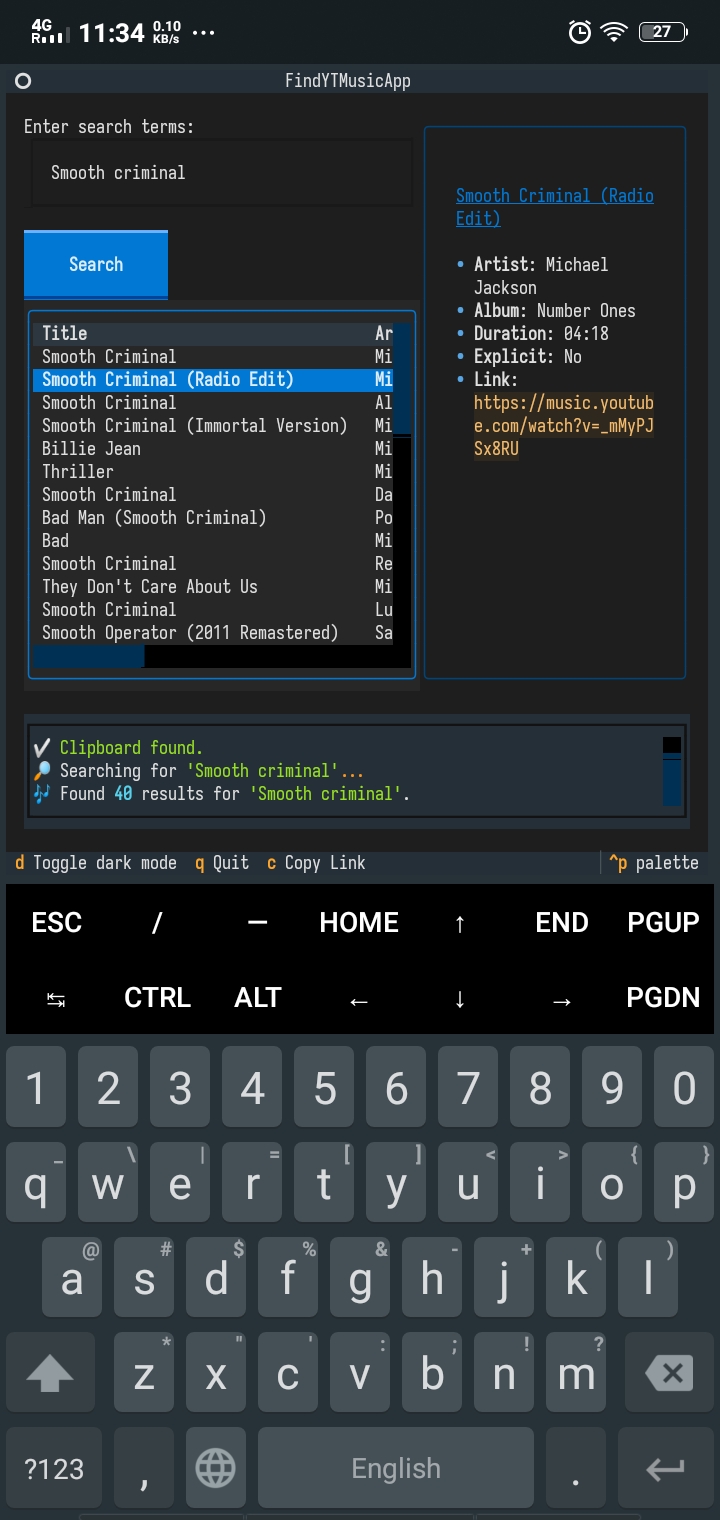 4G R 11:34 0.10 KB/s ... 27
FindYTMusicApp
Enter search terms:
Smooth criminal
Search
Title Ar
Smooth Criminal Mi
Smooth Criminal (Radio Edit) Mi
Smooth Criminal Al
Smooth Criminal (Immortal Version) Mi
Billie Jean Mi
Thriller Mi
Smooth Criminal Da
Bad Man (Smooth Criminal) Po
Bad Mi
Smooth Criminal Re
They Don't Care About Us Mi
Smooth Criminal Lu
Smooth Operator (2011 Remastered) Sa
Smooth Criminal (Radio
Edit)
• Artist: Michael
Jackson
• Album: Number Ones
• Duration: 04:18
• Explicit: No
• Link:
https://music.youtub
e.com/watch?v=_mMyPJ
Sx8RU
✔ Clipboard found.
🔎 Searching for 'Smooth criminal'...
🎶 Found 40 results for 'Smooth criminal'.
d Toggle dark mode q Quit c Copy Link ^p palette
ESC / — HOME ↑ END PGUP
↹ CTRL ALT ← ↓ → PGDN
1 2 3 4 5 6 7 8 9 0
q _ w \ e | r = t [ y ] u < i > o { p }
a @ s # d $ f % g & h - j + k ( l )
z * x " c ' v : b ; n ! m ?
?123 , English .